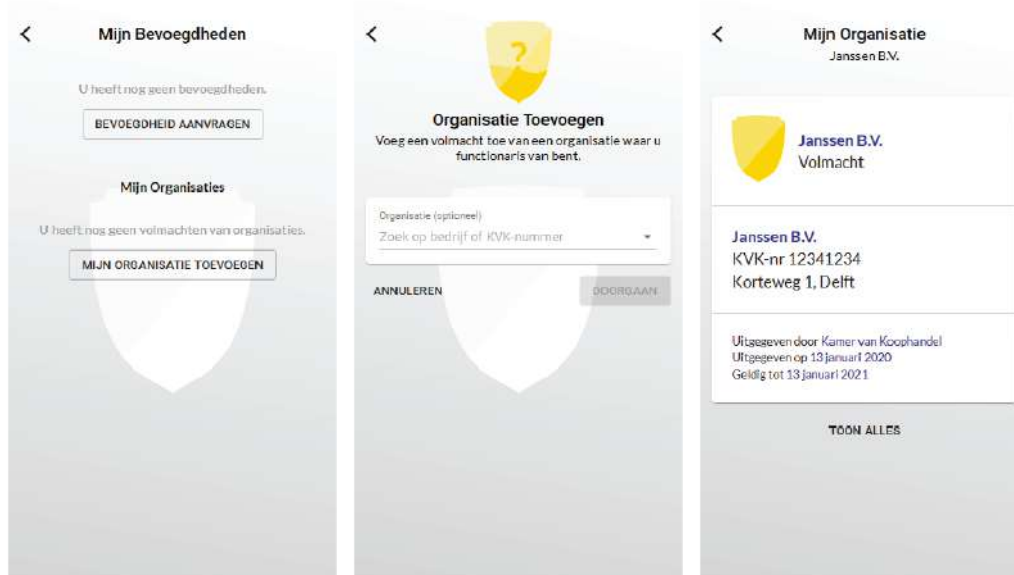 Mijn Bevoegdheden
U heeft nog geen bevoegdheden.
BEVOEGDHEID AANVRAGEN
Mijn Organisaties
U heeft nog geen volmachten van organisaties.
MIJN ORGANISATIE TOEVOEGEN
?
Organisatie Toevoegen
Voeg een volmacht toe van een organisatie waar u
functionaris van bent.
Organisatie (optioneel)
Zoek op bedrijf of KVK-nummer
ANNULEREN
DOORGAAN
Mijn Organisatie
Janssen B.V.
Janssen B.V.
Volmacht
Janssen B.V.
KVK-nr 12341234
Korteweg 1, Delft
Uitgegeven door Kamer van Koophandel
Uitgegeven op 13 januari 2020
Geldig tot 13 januari 2021
TOON ALLES